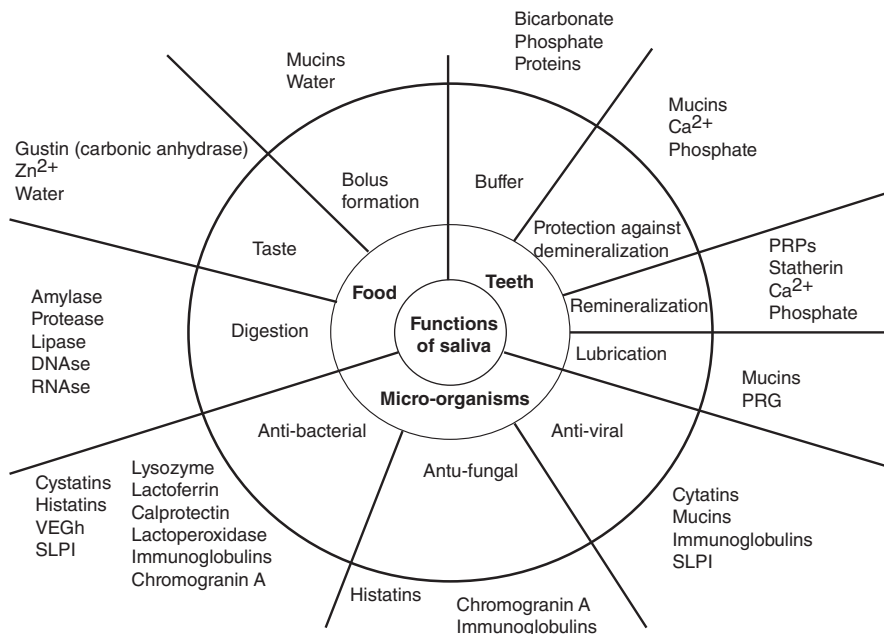 Bicarbonate
Phosphate
Proteins
Mucins
Water
Mucins
Ca2+
Phosphate
Gustin (carbonic anhydrase)
Zn2+
Water
Bolus
formation
Buffer
Taste
Protection against
demineralization
PRPs
Statherin
Ca2+
Phosphate
Food
Teeth
Amylase
Protease
Lipase
DNAse
RNAse
Digestion
Functions
of saliva
Remineralization
Lubrication
Mucins
PRG
Micro-organisms
Anti-bacterial
Antu-fungal
Anti-viral
Cystatins
Histatins
VEGh
SLPI
Lysozyme
Lactoferrin
Calprotectin
Lactoperoxidase
Immunoglobulins
Chromogranin A
Cytatins
Mucins
Immunoglobulins
SLPI
Histatins
Chromogranin A
Immunoglobulins